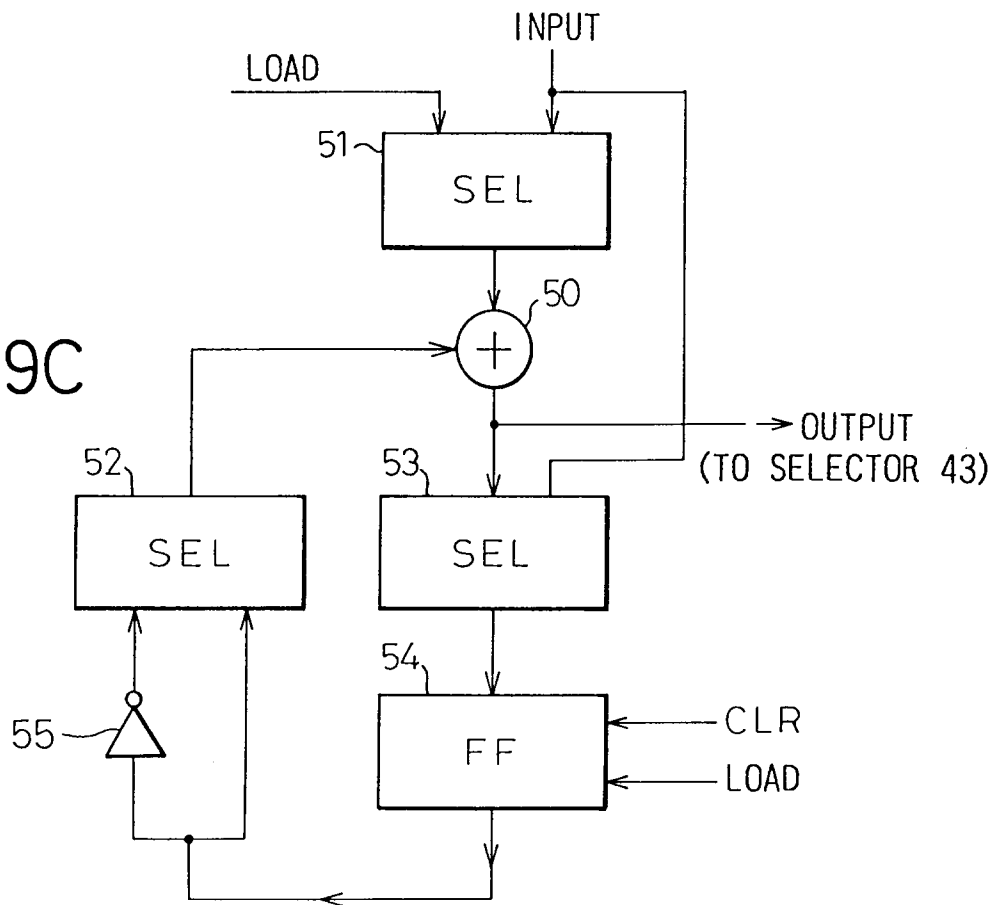 INPUT
LOAD
51
SEL
50
+
9C
OUTPUT
(TO SELECTOR 43)
52
53
SEL
SEL
54
55
FF
CLR
LOAD